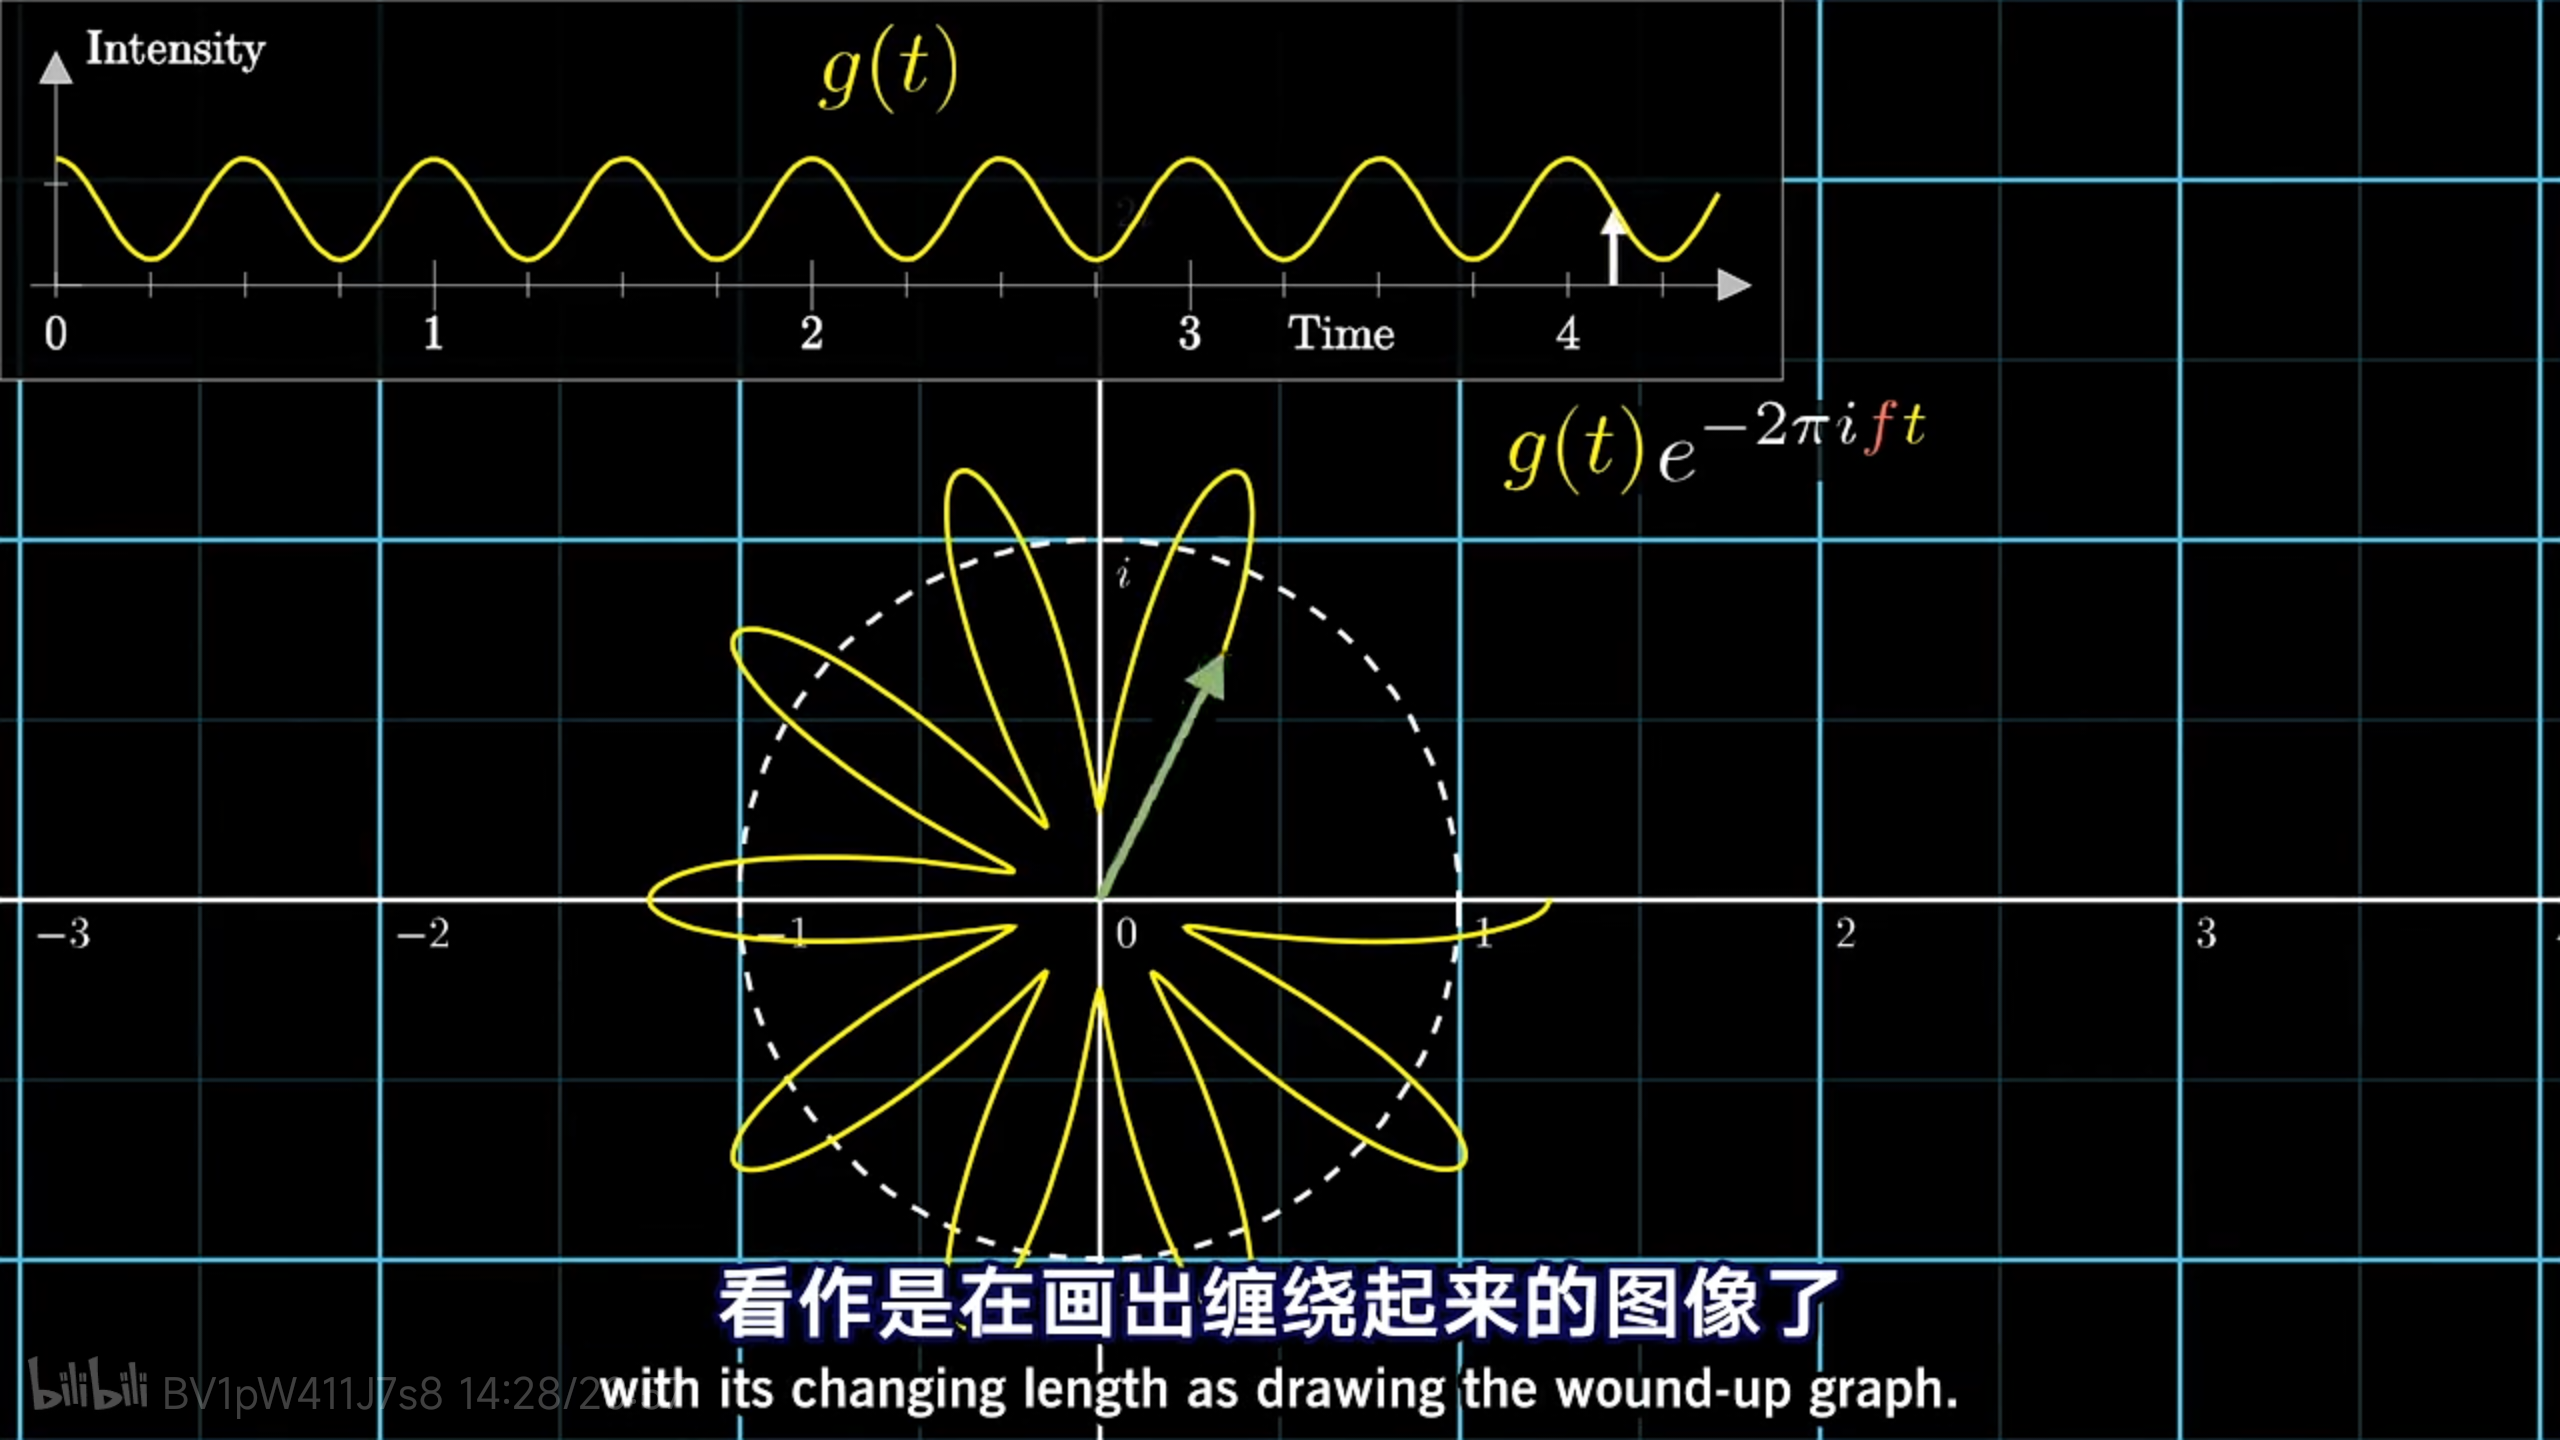 Intensity
g(t)
0 1 2 3 Time 4
g(t)e^{-2πift}
i
−3 −2 −1 0 1 2 3
看作是在画出缠绕起来的图像了
bilibili BV1pW411J7s8 14:28/
with its changing length as drawing the wound-up graph.